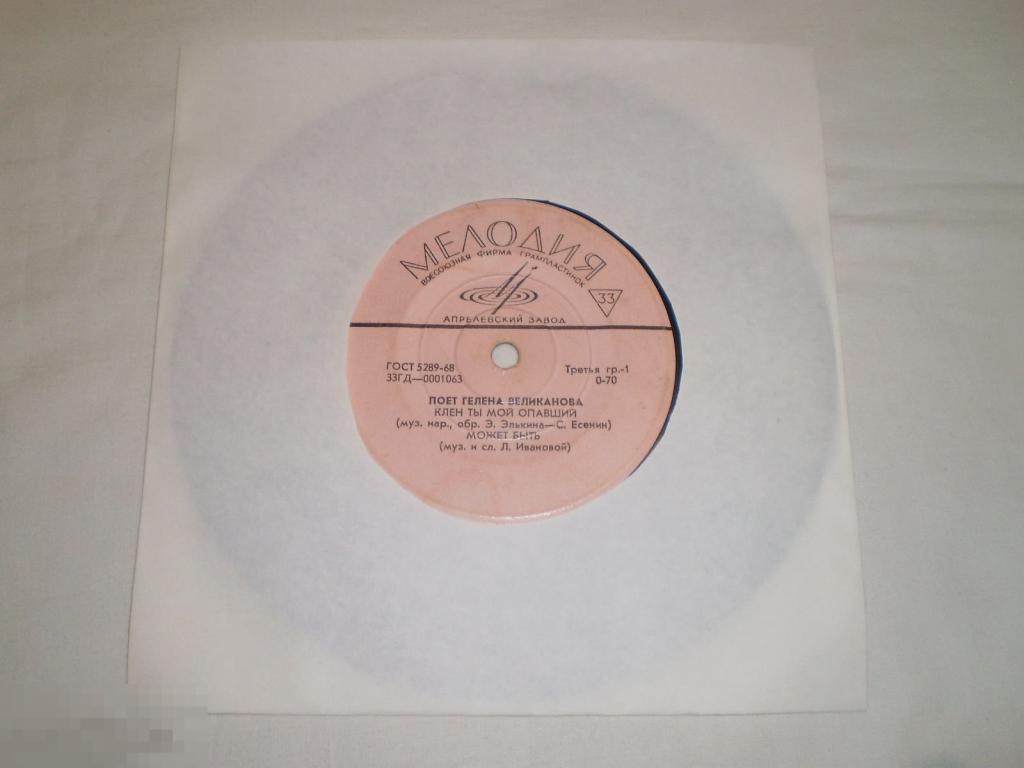 МЕЛОДИЯ
ВСЕСОЮЗНАЯ ФИРМА ГРАМПЛАСТИНОК
33
АПРЕЛЕВСКИЙ ЗАВОД
ГОСТ 5289-68 Третья гр.-1
33ГД—0001063 0-70
ПОЕТ ГЕЛЕНА ВЕЛИКАНОВА
КЛЕН ТЫ МОЙ ОПАВШИЙ
(муз. нар., обр. Э. Элькина—С. Есенин)
МОЖЕТ БЫТЬ
(муз. и сл. Л. Ивановой)